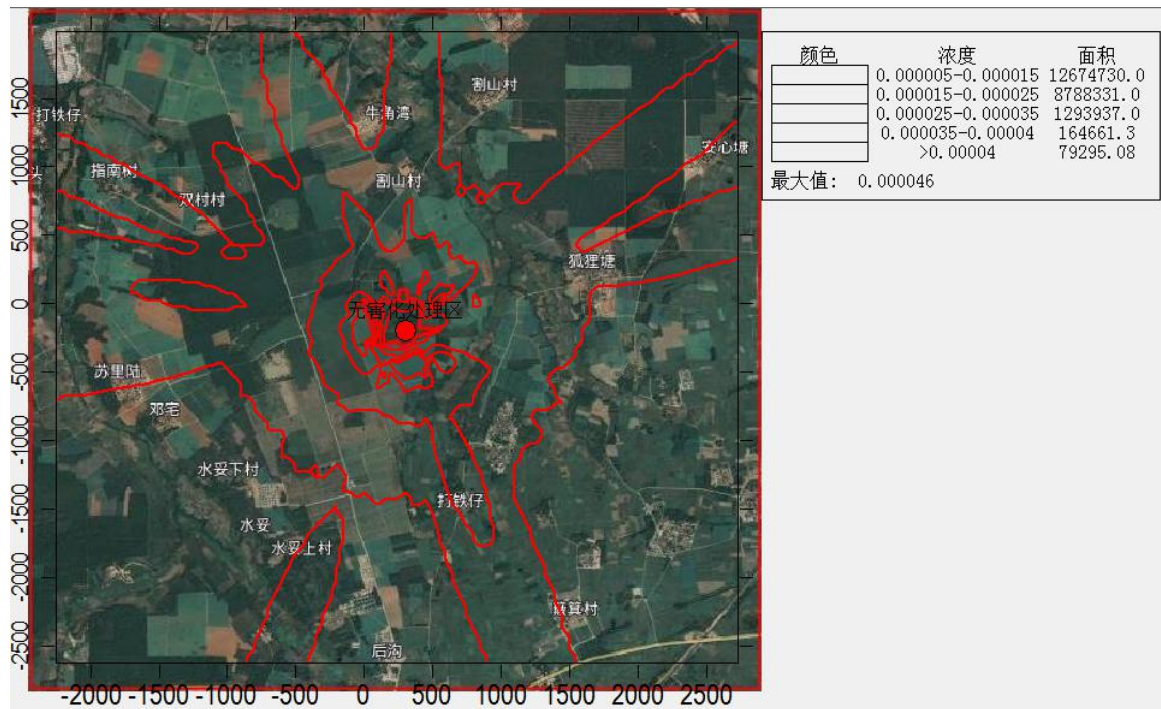 颜色 浓度 面积
0.000005-0.000015 12674730.0
0.000015-0.000025 8788331.0
0.000025-0.000035 1293937.0
0.000035-0.00004 164661.3
>0.00004 79295.08
最大值: 0.000046
割山村
牛角湾
打铁仔
安心塘
头
指南树
割山村
双村村
狐狸塘
无害化处理区
苏里陆
邓宅
水妥下村
打铁仔
水妥
水妥上村
簸箕村
后沟
1500
1000
500
0
-500
-1000
-1500
-2000
-2500
-2000 -1500 -1000 -500 0 500 1000 1500 2000 2500